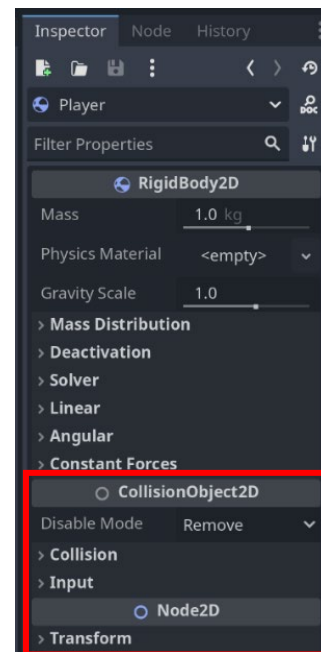 Inspector Node History
Player
DOC
Filter Properties
RigidBody2D
Mass 1.0 kg
Physics Material <empty>
Gravity Scale 1.0
> Mass Distribution
> Deactivation
> Solver
> Linear
> Angular
> Constant Forces
CollisionObject2D
Disable Mode Remove
> Collision
> Input
Node2D
> Transform